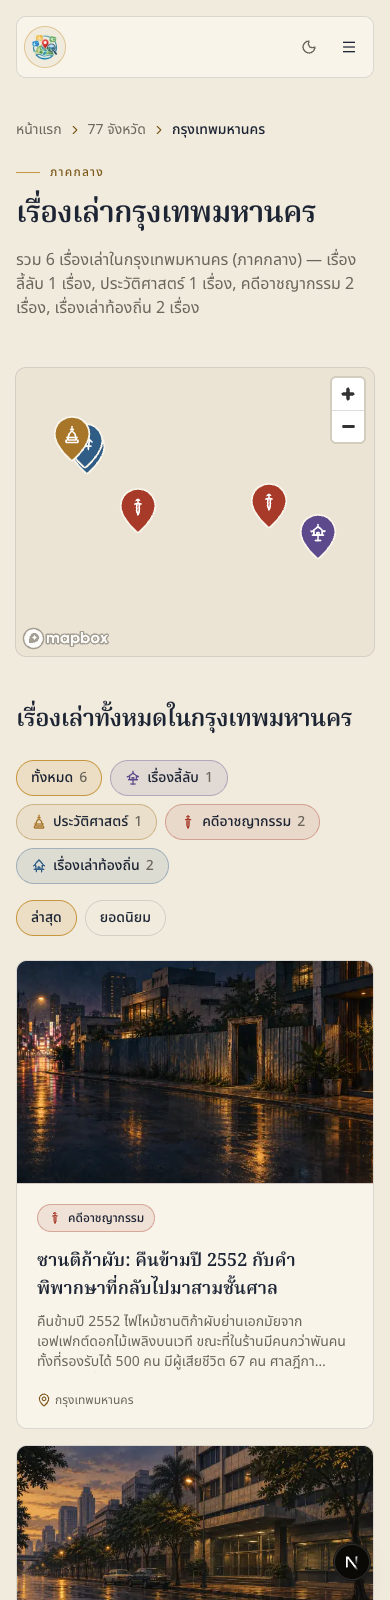 หน้าแรก > 77 จังหวัด > กรุงเทพมหานคร
ภาคกลาง
เรื่องเล่ากรุงเทพมหานคร
รวม 6 เรื่องเล่าในกรุงเทพมหานคร (ภาคกลาง) — เรื่อง
ลี้ลับ 1 เรื่อง, ประวัติศาสตร์ 1 เรื่อง, คดีอาชญากรรม 2
เรื่อง, เรื่องเล่าท้องถิ่น 2 เรื่อง
mapbox
เรื่องเล่าทั้งหมดในกรุงเทพมหานคร
ทั้งหมด 6 เรื่องลี้ลับ 1
ประวัติศาสตร์ 1 คดีอาชญากรรม 2
เรื่องเล่าท้องถิ่น 2
ล่าสุด ยอดนิยม
คดีอาชญากรรม
ซานติก้าผับ: คืนข้ามปี 2552 กับคำ
พิพากษาที่กลับไปมาสามชั้นศาล
คืนข้ามปี 2552 ไฟไหม้ซานติก้าผับย่านเอกมัยจาก
เอฟเฟกต์ดอกไม้เพลิงบนเวที ขณะที่ในร้านมีคนกว่าพันคน
ทั้งที่รองรับได้ 500 คน มีผู้เสียชีวิต 67 คน ศาลฎีกา...
กรุงเทพมหานคร
N